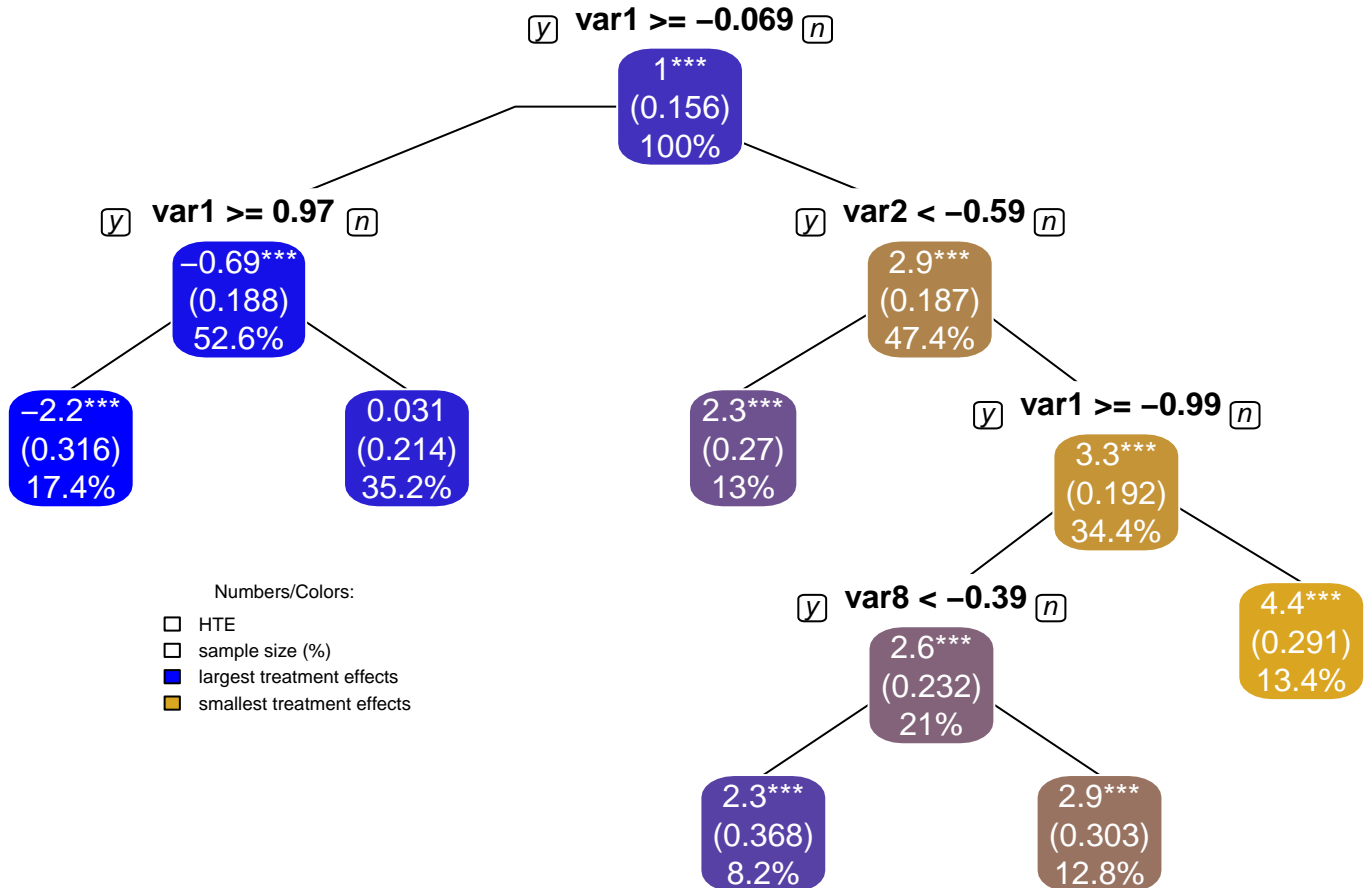 var1 >= −0.069
y
n
1***
(0.156)
100%
var1 >= 0.97
y
n
−0.69***
(0.188)
52.6%
var2 < −0.59
y
n
2.9***
(0.187)
47.4%
−2.2***
(0.316)
17.4%
0.031
(0.214)
35.2%
2.3***
(0.27)
13%
var1 >= −0.99
y
n
3.3***
(0.192)
34.4%
var8 < −0.39
y
n
2.6***
(0.232)
21%
4.4***
(0.291)
13.4%
2.3***
(0.368)
8.2%
2.9***
(0.303)
12.8%
Numbers/Colors:
HTE
sample size (%)
largest treatment effects
smallest treatment effects